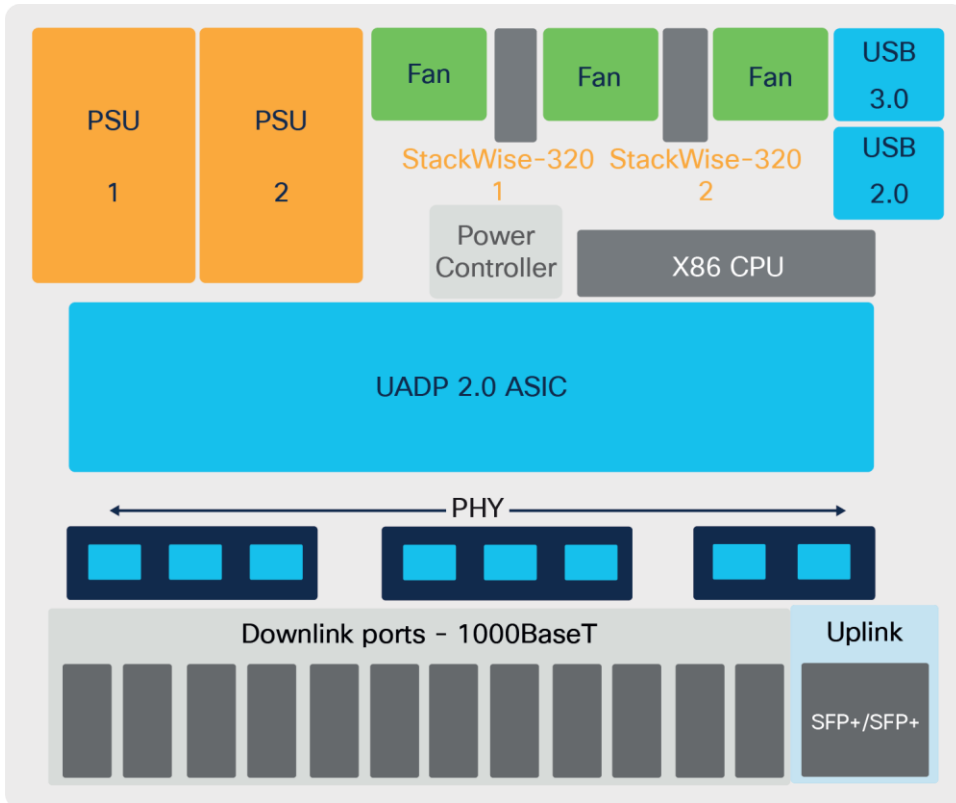 PSU
1
PSU
2
Fan
Fan
Fan
USB
3.0
USB
2.0
StackWise-320
1
StackWise-320
2
Power
Controller
X86 CPU
UADP 2.0 ASIC
PHY
Downlink ports - 1000BaseT
Uplink
SFP+/SFP+